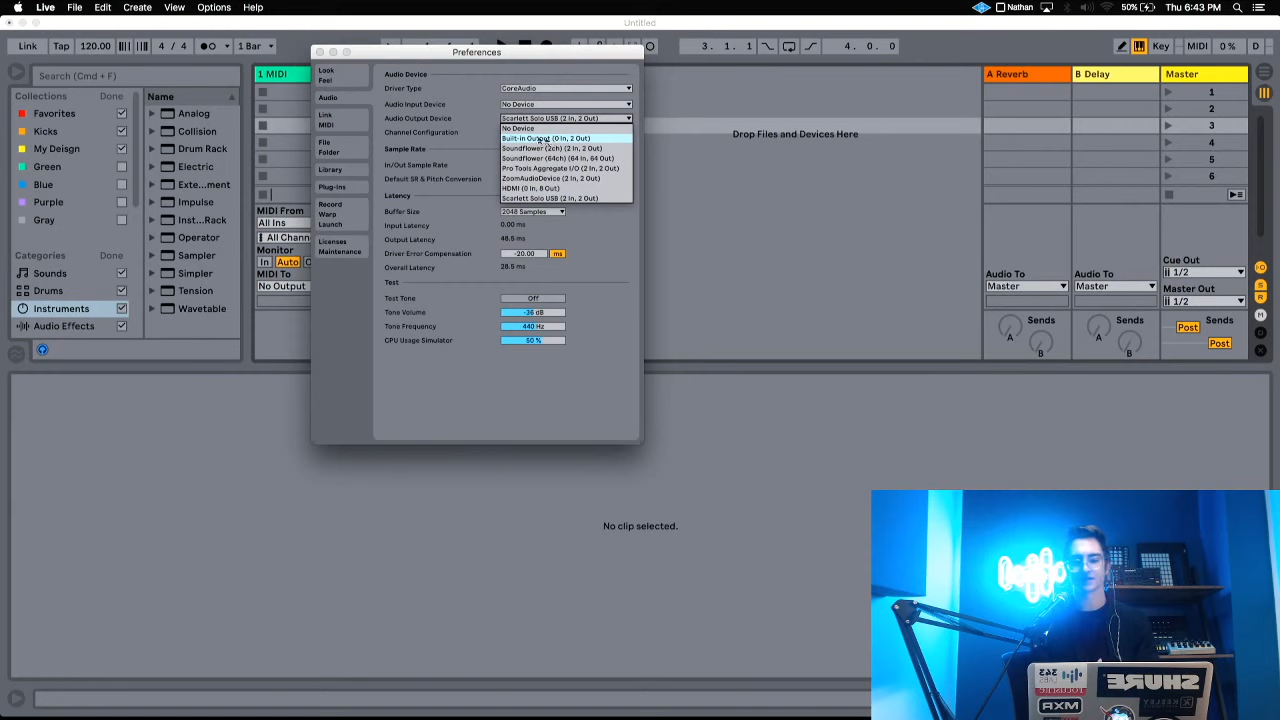 Live File Edit Create View Options Help Nathan 50% Thu 6:43 PM
Untitled
Link Tap 120.00 4 / 4 1 Bar 3. 1. 1 4. 0. 0 Key MIDI 0 % D
Search (Cmd + F)
Collections Done
Favorites
Kicks
My Deisgn
Green
Blue
Purple
Gray
Categories Done
Sounds
Drums
Instruments
Audio Effects
Name
Analog
Collision
Drum Rack
Electric
External Instrument
Impulse
Instrument Rack
Operator
Sampler
Simpler
Tension
Wavetable
1 MIDI
MIDI From
All Ins
All Channels
Monitor
In Auto
MIDI To
No Output
Preferences
Look
Feel
Audio
Link
MIDI
File
Folder
Library
Plug-Ins
Record
Warp
Launch
Licenses
Maintenance
Audio Device
Driver Type CoreAudio
Audio Input Device No Device
Audio Output Device Scarlett Solo USB (2 In, 2 Out)
Channel Configuration
No Device
Built-in Output (0 In, 2 Out)
Soundflower (2ch) (2 In, 2 Out)
Soundflower (64ch) (64 In, 64 Out)
Pro Tools Aggregate I/O (2 In, 2 Out)
ZoomAudioDevice (2 In, 2 Out)
HDMI (0 In, 8 Out)
Scarlett Solo USB (2 In, 2 Out)
Sample Rate
In/Out Sample Rate
Default SR & Pitch Conversion
Latency
Buffer Size 2048 Samples
Input Latency 0.00 ms
Output Latency 48.5 ms
Driver Error Compensation -20.00 ms
Overall Latency 28.5 ms
Test
Test Tone Off
Tone Volume -36 dB
Tone Frequency 440 Hz
CPU Usage Simulator 50 %
Drop Files and Devices Here
A Reverb B Delay Master
1
2
3
4
5
Audio To
Master
Sends
A
B
Audio To
Master
Sends
A
B
Cue Out
1/2
Master Out
1/2
Sends
Post
Post
No clip selected.
SHURE
MXR
KEELEY